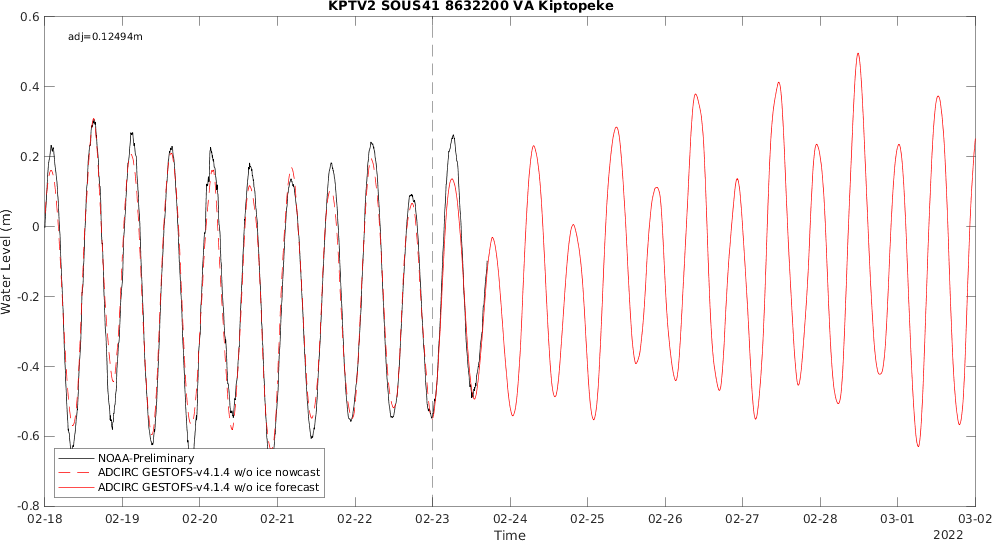 KPTV2 SOUS41 8632200 VA Kiptopeke
adj=0.12494m
0.6
0.4
0.2
0
-0.2
-0.4
-0.6
-0.8
Water Level (m)
NOAA-Preliminary
ADCIRC GESTOFS-v4.1.4 w/o ice nowcast
ADCIRC GESTOFS-v4.1.4 w/o ice forecast
02-18 02-19 02-20 02-21 02-22 02-23 02-24 02-25 02-26 02-27 02-28 03-01 03-02
Time
2022